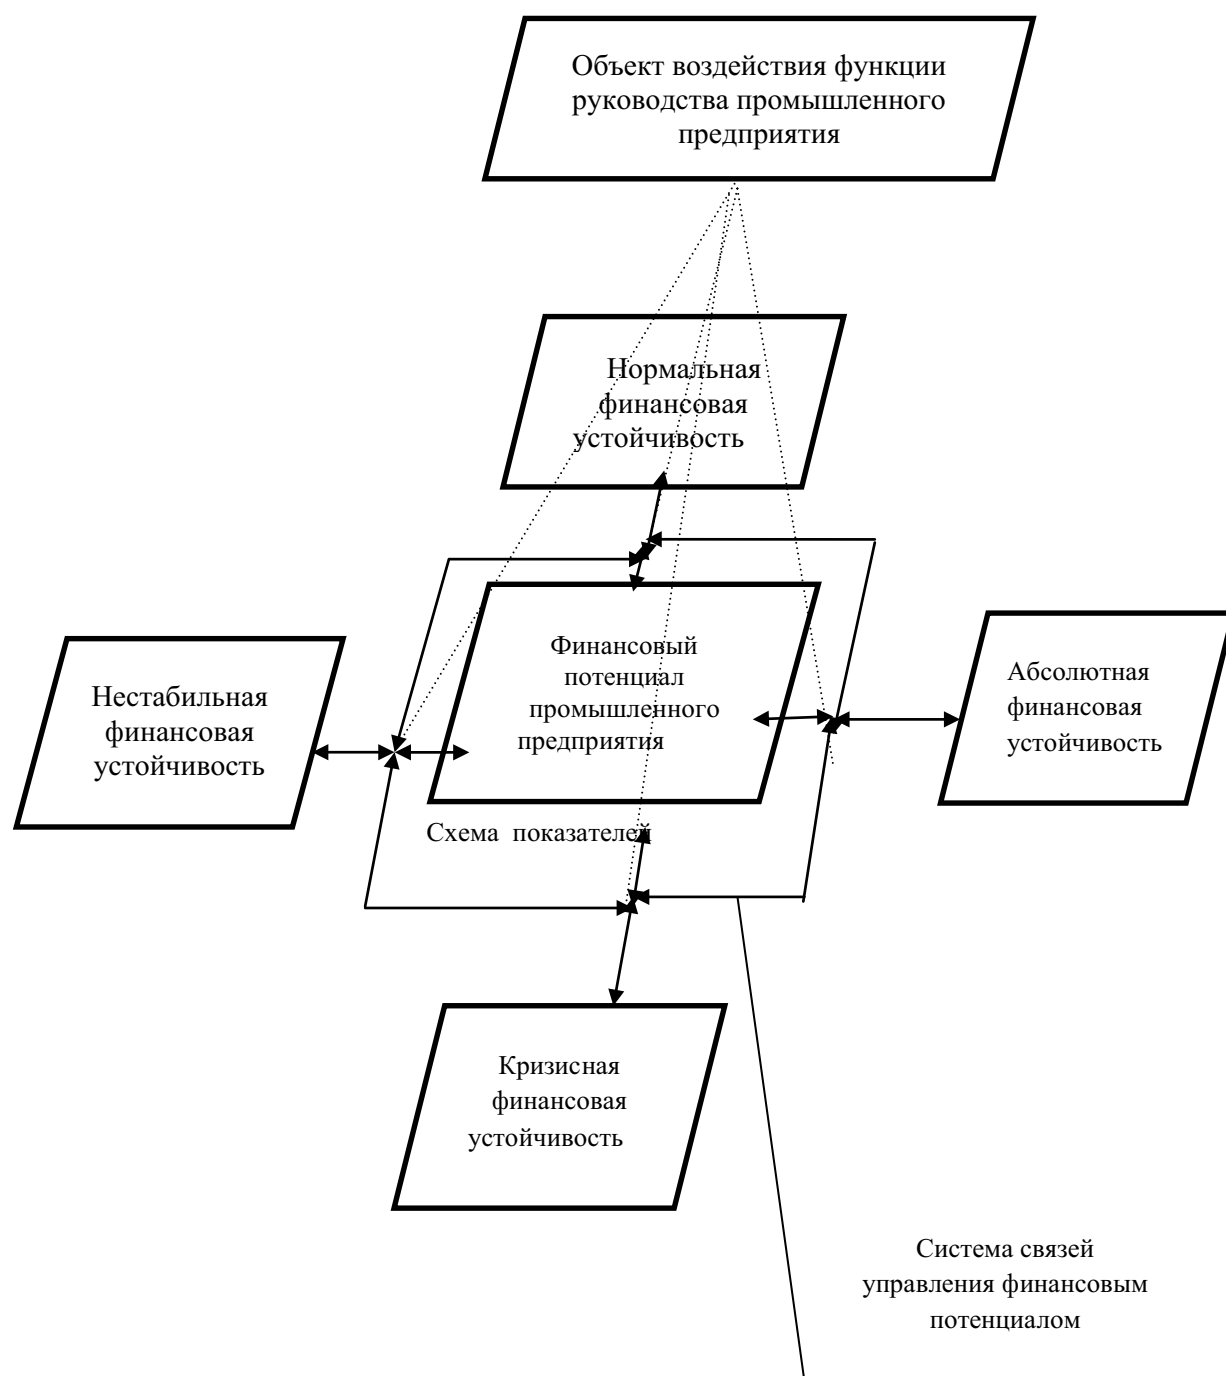 Объект воздействия функции
руководства промышленного
предприятия
Нормальная
финансовая
устойчивость
Финансовый
потенциал
промышленного
предприятия
Нестабильная
финансовая
устойчивость
Абсолютная
финансовая
устойчивость
Схема показателей
Кризисная
финансовая
устойчивость
Система связей
управления финансовым
потенциалом